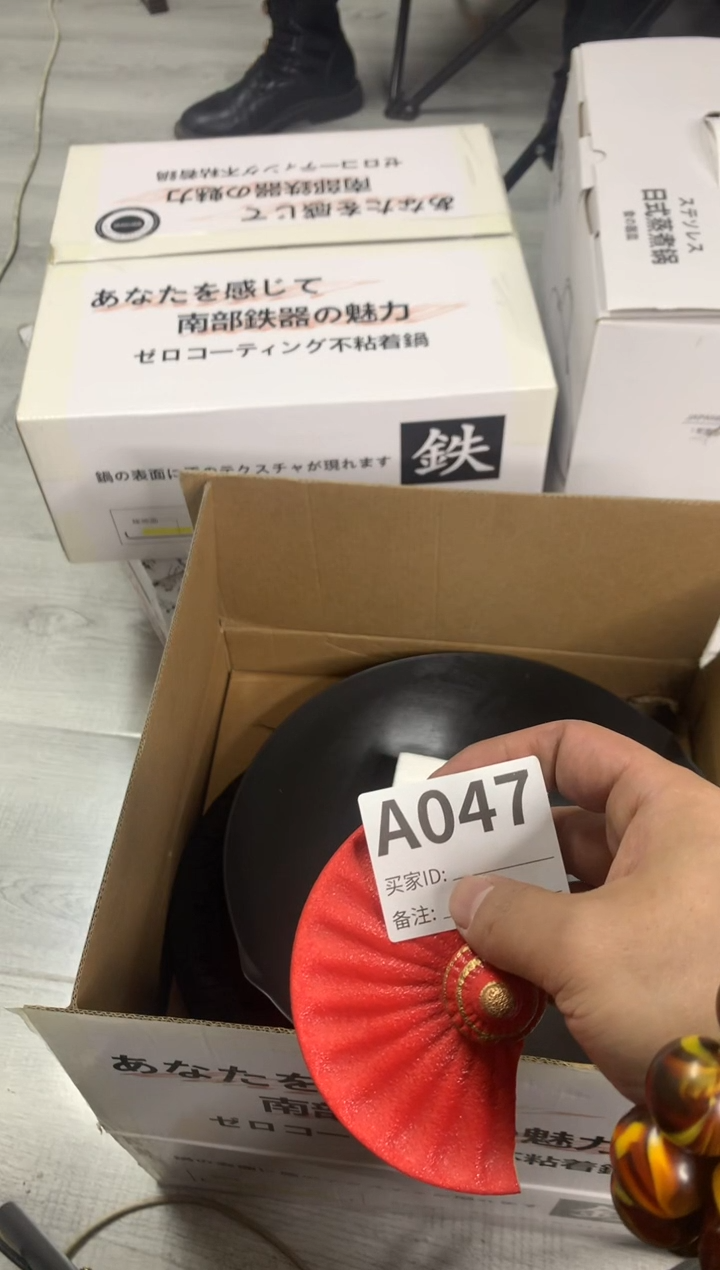 ゼロコーティング不粘着鍋
南部鉄器の魅力
あなたを感じて
あなたを感じて
南部鉄器の魅力
ゼロコーティング不粘着鍋
鍋の表面に
テクスチャが現れます
鉄
ステツレス
日式蒸煮锅
A047
买家ID:
备注:
あなたを
南部
魅力
ゼロコー
不粘着鍋